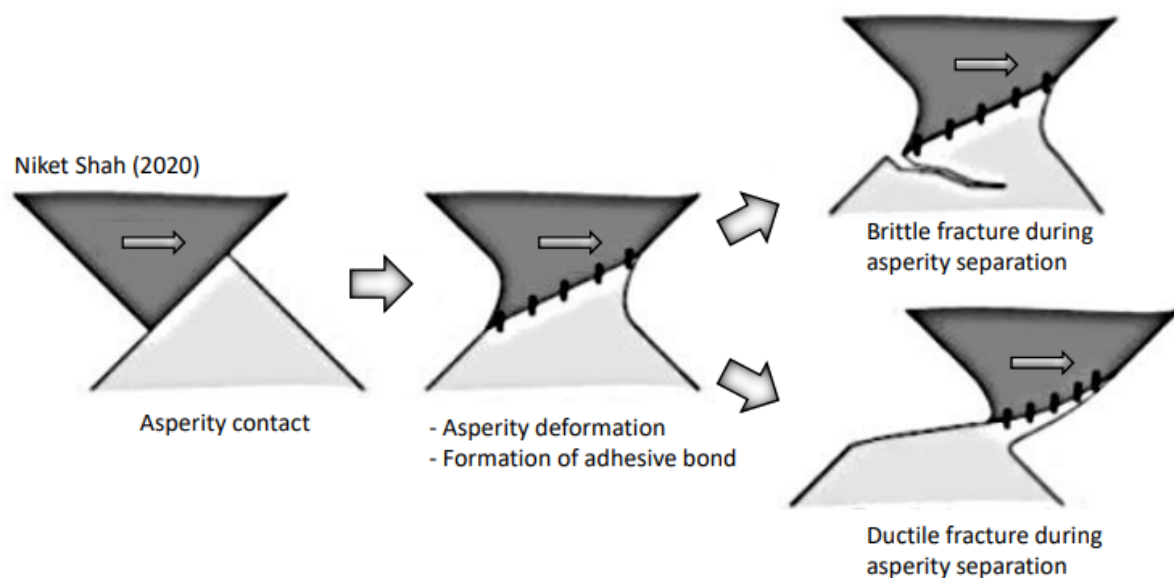 Niket Shah (2020)
Asperity contact
- Asperity deformation
- Formation of adhesive bond
Brittle fracture during
asperity separation
Ductile fracture during
asperity separation